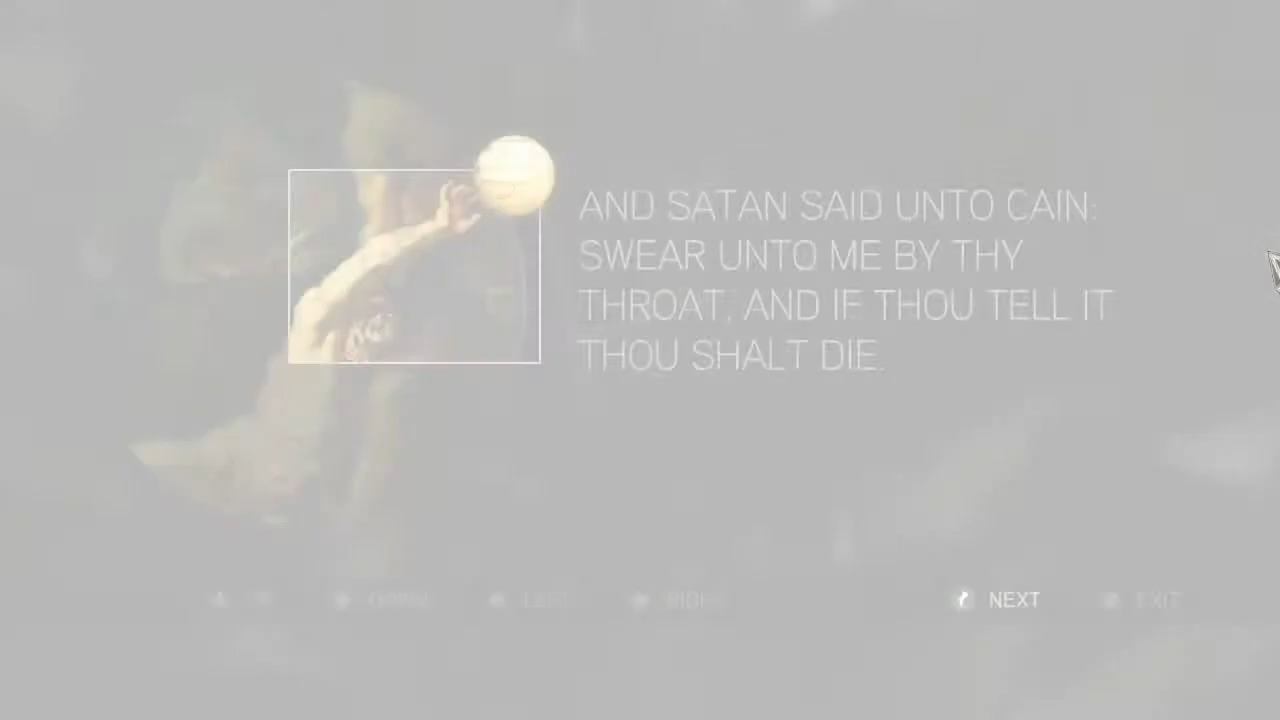 AND SATAN SAID UNTO CAIN:
SWEAR UNTO ME BY THY
THROAT, AND IF THOU TELL IT
THOU SHALT DIE.
NEXT
EXIT